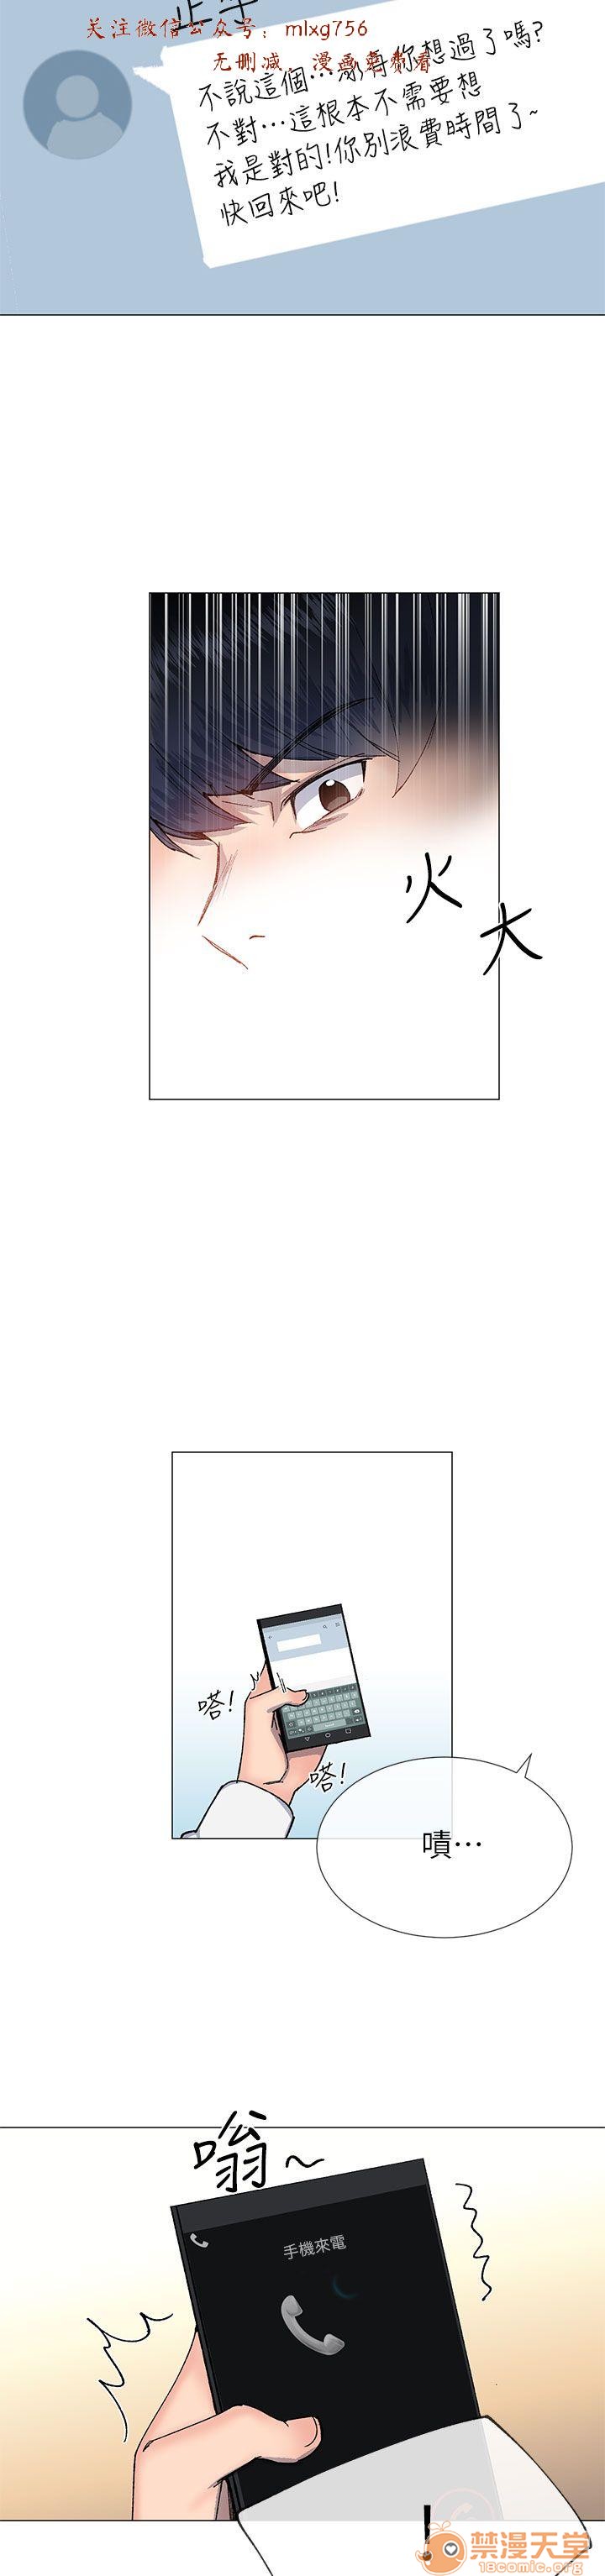 关注微信公众号：mlxg756
无删减，漫画免费看
不說這個…你想過了嗎？
不對…這根本不需要想
我是對的！你別浪費時間了~
快回來吧！
火大
嗒！
嗒！
嘖…
嗡~
手機來電
！
禁漫天堂
18comic.org